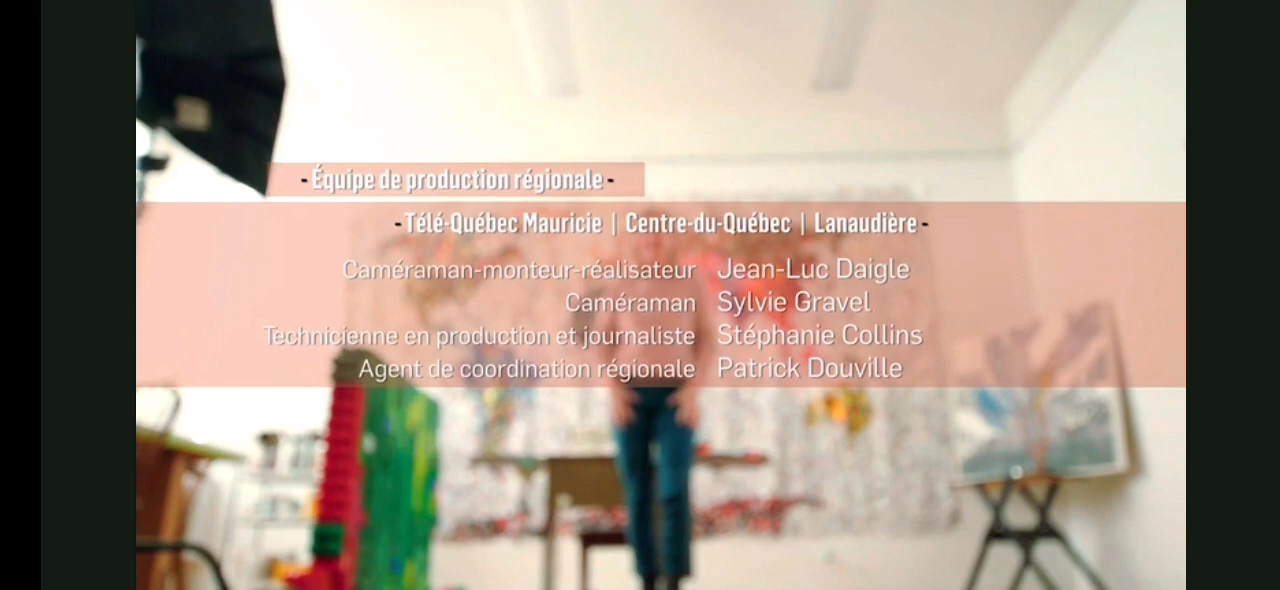 - Équipe de production régionale -
- Télé-Québec Mauricie | Centre-du-Québec | Lanaudière -
Caméraman-monteur-réalisateur Jean-Luc Daigle
Caméraman Sylvie Gravel
Technicienne en production et journaliste Stéphanie Collins
Agent de coordination régionale Patrick Douville